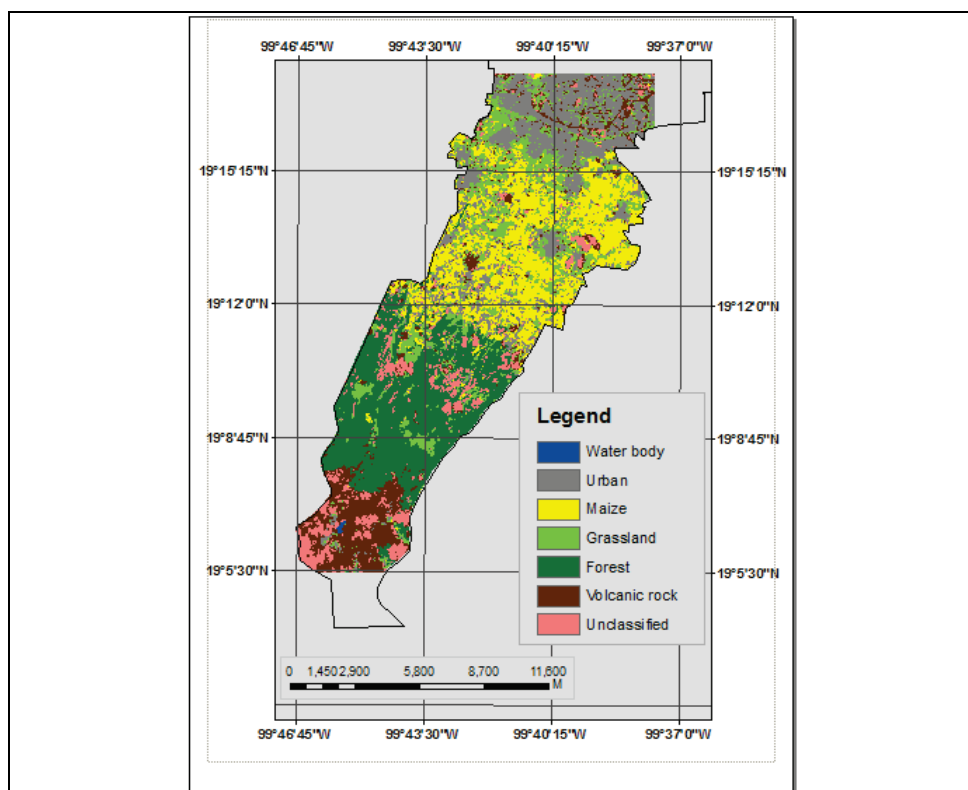 99°46'45"W 99°43'30"W 99°40'15"W 99°37'0"W
19°15'15"N 19°15'15"N
19°12'0"N 19°12'0"N
Legend
Water body
19°8'45"N 19°8'45"N
Urban
Maize
Grassland
Forest
19°5'30"N 19°5'30"N
Volcanic rock
Unclassified
0 1,450 2,900 5,800 8,700 11,600
M
99°46'45"W 99°43'30"W 99°40'15"W 99°37'0"W